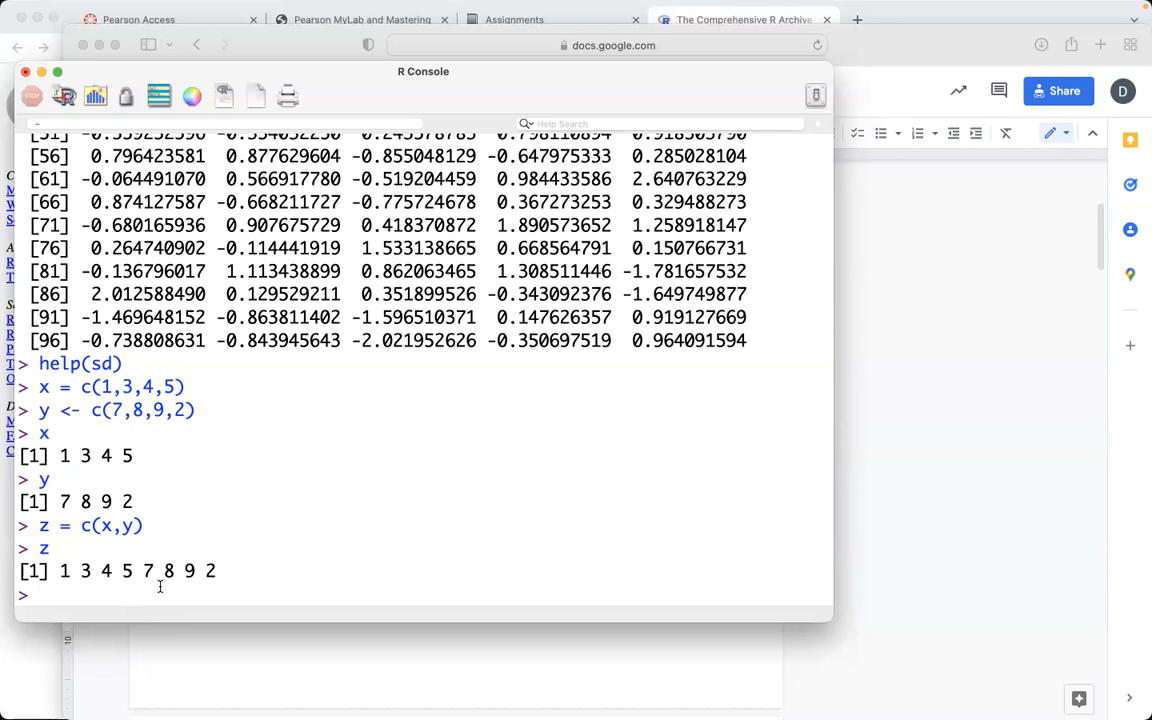 Pearson Access
Pearson MyLab and Mastering
Assignments
The Comprehensive R Archive
docs.google.com
R Console
Share
D
STOP
~
Help Search
[56] 0.796423581 0.877629604 -0.855048129 -0.647975333 0.285028104
[61] -0.064491070 0.566917780 -0.519204459 0.984433586 2.640763229
[66] 0.874127587 -0.668211727 -0.775724678 0.367273253 0.329488273
[71] -0.680165936 0.907675729 0.418370872 1.890573652 1.258918147
[76] 0.264740902 -0.114441919 1.533138665 0.668564791 0.150766731
[81] -0.136796017 1.113438899 0.862063465 1.308511446 -1.781657532
[86] 2.012588490 0.129529211 0.351899526 -0.343092376 -1.649749877
[91] -1.469648152 -0.863811402 -1.596510371 0.147626357 0.919127669
[96] -0.738808631 -0.843945643 -2.021952626 -0.350697519 0.964091594
> help(sd)
> x = c(1,3,4,5)
> y <- c(7,8,9,2)
> x
[1] 1 3 4 5
> y
[1] 7 8 9 2
> z = c(x,y)
> z
[1] 1 3 4 5 7 8 9 2
>
10